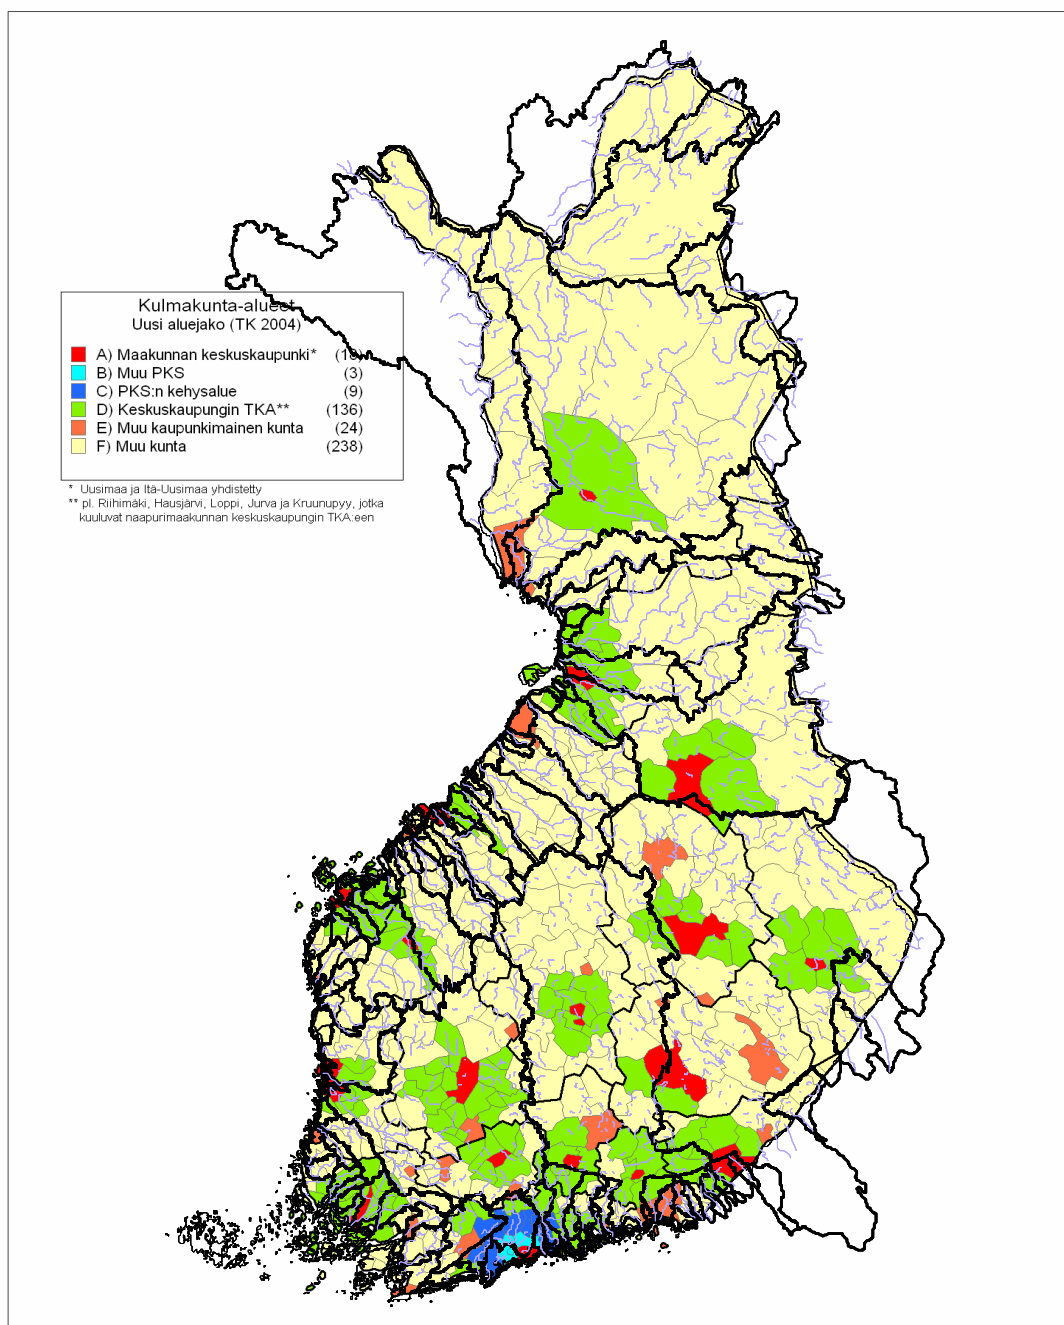 Kulmakunta-alueet
Uusi aluejako (TK 2004)
A) Maakunnan keskuskaupunki*
B) Muu PKS (3)
C) PKS:n kehysalue (9)
D) Keskuskaupungin TKA** (136)
E) Muu kaupunkimainen kunta (24)
F) Muu kunta (238)
* Uusimaa ja Itä-Uusimaa yhdistetty
** pl. Riihimäki, Hausjärvi, Loppi, Jurva ja Kruunupyy, jotka
kuuluvat naapurimaakunnan keskuskaupungin TKA:een